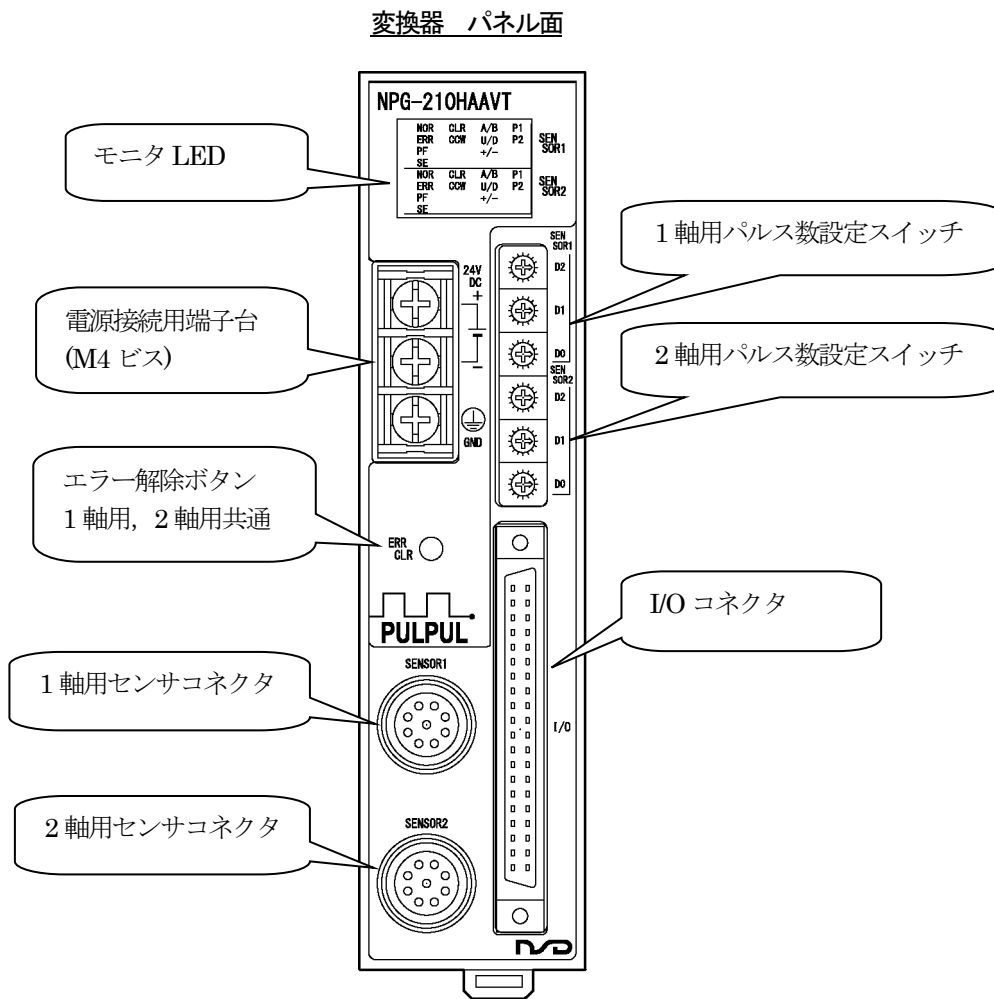 変換器　パネル面
NPG-210HAAVT
NOR CLR A/B P1
ERR CCW U/D P2
PF +/-
SE
SEN
SOR1
NOR CLR A/B P1
ERR CCW U/D P2
PF +/-
SE
SEN
SOR2
モニタ LED
1 軸用パルス数設定スイッチ
SEN
SOR1
D2
D1
D0
2 軸用パルス数設定スイッチ
SEN
SOR2
D2
D1
D0
電源接続用端子台
(M4 ビス)
24V
DC
+
−
GND
エラー解除ボタン
1 軸用，2 軸用共通
ERR
CLR
PULPUL
I/O コネクタ
I/O
1 軸用センサコネクタ
SENSOR1
2 軸用センサコネクタ
SENSOR2
NSD